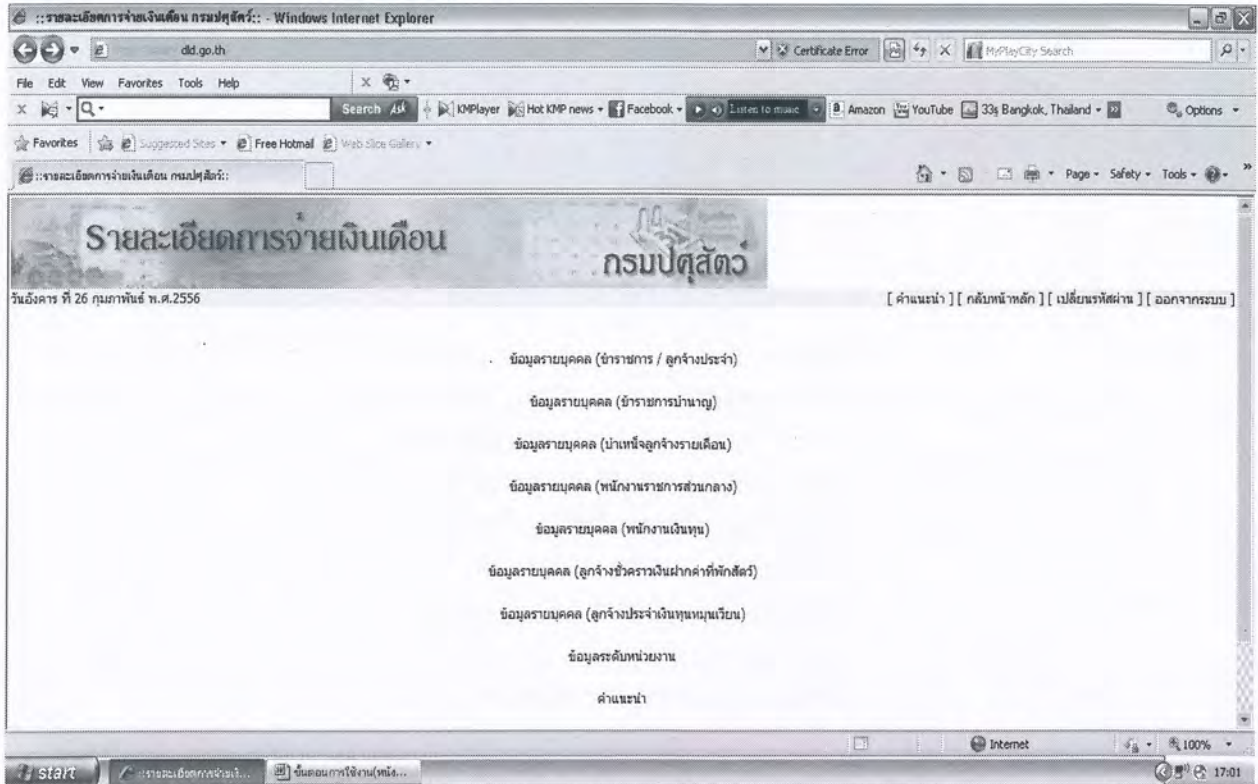 ::รายละเอียดการจ่ายเงินเดือน กรมปศุสัตว์:: - Windows Internet Explorer
dld.go.th Certificate Error MyPlayCity Search
File Edit View Favorites Tools Help
Search Ask KMPlayer Hot KMP news Facebook Listen to music Amazon YouTube 33° Bangkok, Thailand Options
Favorites Suggested Sites Free Hotmail Web Slice Gallery
::รายละเอียดการจ่ายเงินเดือน กรมปศุสัตว์:: Page Safety Tools
รายละเอียดการจ่ายเงินเดือน
กรมปศุสัตว์
วันอังคาร ที่ 26 กุมภาพันธ์ พ.ศ.2556 [ คำแนะนำ ] [ กลับหน้าหลัก ] [ เปลี่ยนรหัสผ่าน ] [ ออกจากระบบ ]
ข้อมูลรายบุคคล (ข้าราชการ / ลูกจ้างประจำ)
ข้อมูลรายบุคคล (ข้าราชการบำนาญ)
ข้อมูลรายบุคคล (บำเหน็จลูกจ้างรายเดือน)
ข้อมูลรายบุคคล (พนักงานราชการส่วนกลาง)
ข้อมูลรายบุคคล (พนักงานเงินทุน)
ข้อมูลรายบุคคล (ลูกจ้างชั่วคราวเงินฝากค่าที่พักสัตว์)
ข้อมูลรายบุคคล (ลูกจ้างประจำเงินทุนหมุนเวียน)
ข้อมูลระดับหน่วยงาน
คำแนะนำ
Internet 100%
start ::รายละเอียดการจ่ายเงิ... ขั้นตอนการใช้งาน(หนัง... 17:01